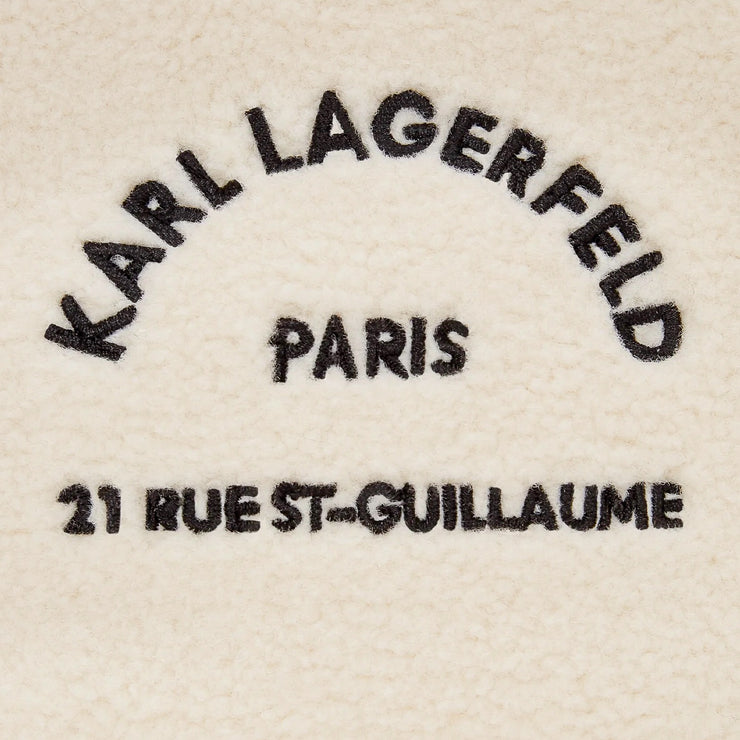 KARL LAGERFELD
PARIS
21 RUE ST-GUILLAUME